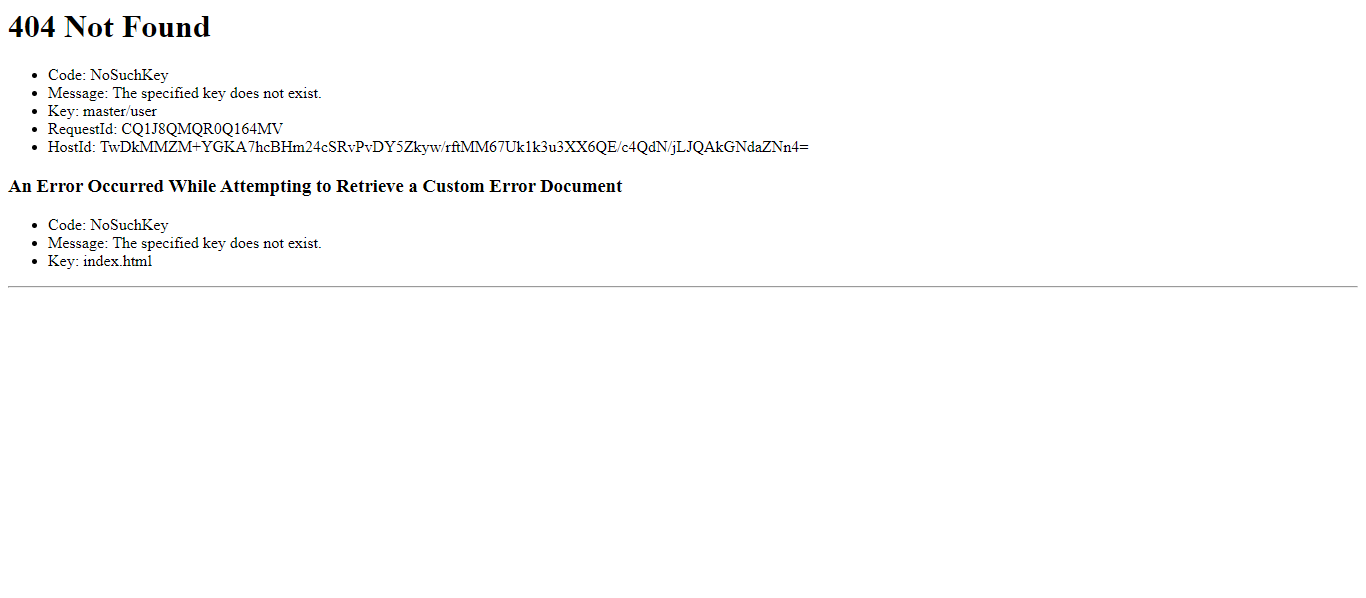 404 Not Found
Code: NoSuchKey
Message: The specified key does not exist.
Key: master/user
RequestId: CQ1J8QMQR0Q164MV
HostId: TwDkMMZM+YGKA7hcBHm24cSRvPvDY5Zkyw/rftMM67Uk1k3u3XX6QE/c4QdN/jLJQAkGNdaZNn4=
An Error Occurred While Attempting to Retrieve a Custom Error Document
Code: NoSuchKey
Message: The specified key does not exist.
Key: index.html